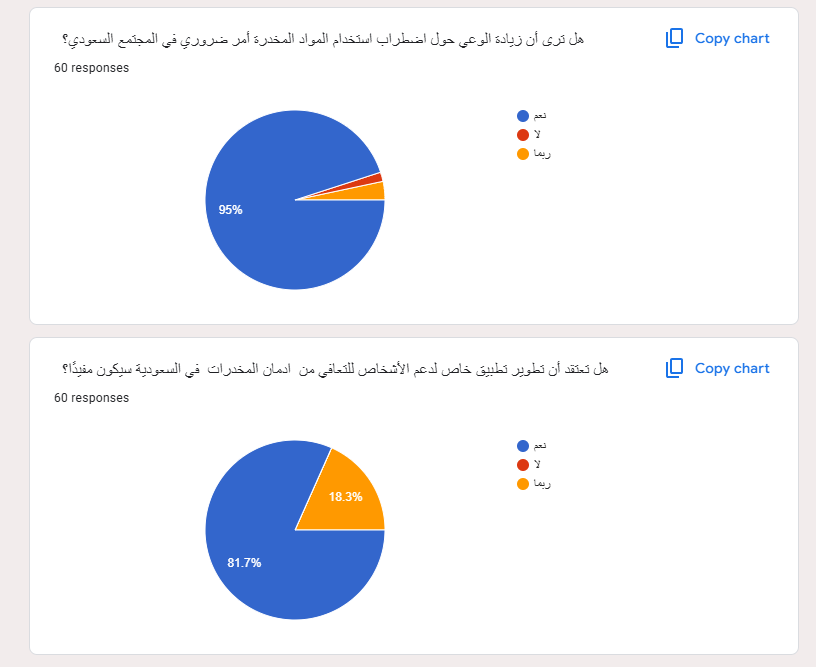 هل ترى أن زيادة الوعي حول اضطراب استخدام المواد المخدرة أمر ضروري في المجتمع السعودي؟
Copy chart
60 responses
نعم
لا
ربما
95%
هل تعتقد أن تطوير تطبيق خاص لدعم الأشخاص للتعافي من  ادمان المخدرات  في السعودية سيكون مفيدًا؟
Copy chart
60 responses
نعم
لا
ربما
18.3%
81.7%